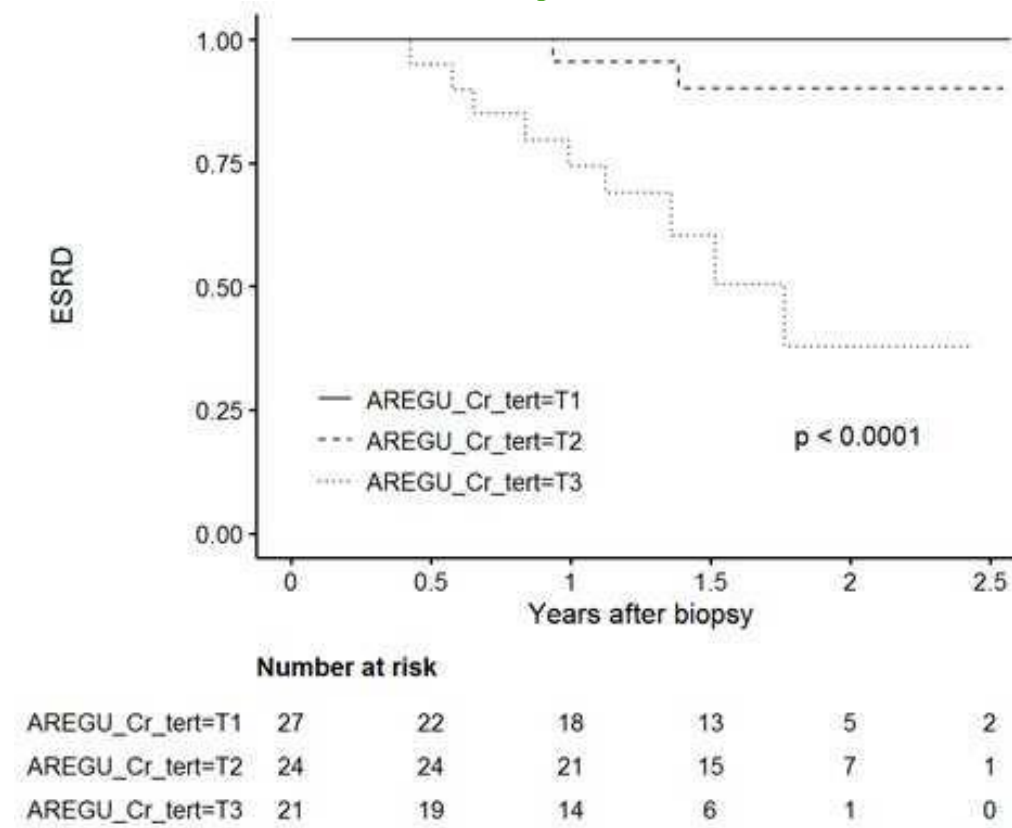 1.00
0.75
0.50
0.25
0.00
ESRD
AREGU_Cr_tert=T1
AREGU_Cr_tert=T2
AREGU_Cr_tert=T3
p < 0.0001
0 0.5 1 1.5 2 2.5
Years after biopsy
Number at risk
AREGU_Cr_tert=T1 27 22 18 13 5 2
AREGU_Cr_tert=T2 24 24 21 15 7 1
AREGU_Cr_tert=T3 21 19 14 6 1 0